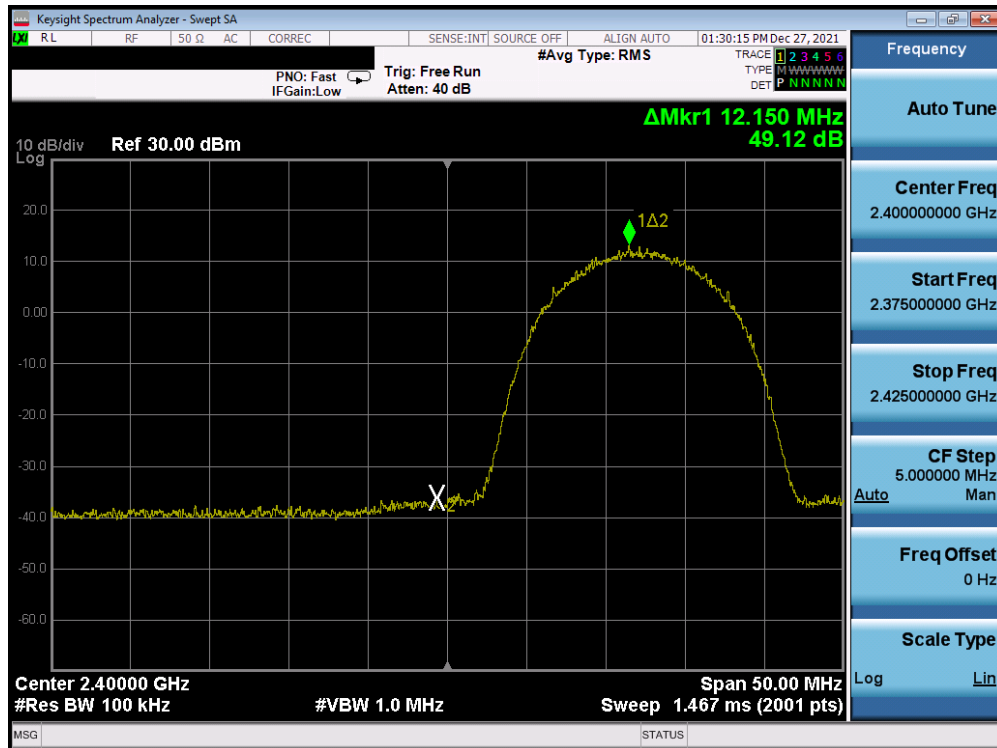 Keysight Spectrum Analyzer - Swept SA
LXI RL RF 50 Ω AC CORREC SENSE:INT SOURCE OFF ALIGN AUTO 01:30:15 PM Dec 27, 2021
PNO: Fast
IFGain:Low
Trig: Free Run
Atten: 40 dB
#Avg Type: RMS
TRACE 1 2 3 4 5 6
TYPE M WWWWW
DET P N N N N N
ΔMkr1 12.150 MHz
49.12 dB
10 dB/div
Log
Ref 30.00 dBm
20.0
10.0
0.00
-10.0
-20.0
-30.0
-40.0
-50.0
-60.0
1Δ2
X2
Center 2.40000 GHz
#Res BW 100 kHz
#VBW 1.0 MHz
Span 50.00 MHz
Sweep 1.467 ms (2001 pts)
MSG
STATUS
Frequency
Auto Tune
Center Freq
2.400000000 GHz
Start Freq
2.375000000 GHz
Stop Freq
2.425000000 GHz
CF Step
5.000000 MHz
Auto Man
Freq Offset
0 Hz
Scale Type
Log Lin